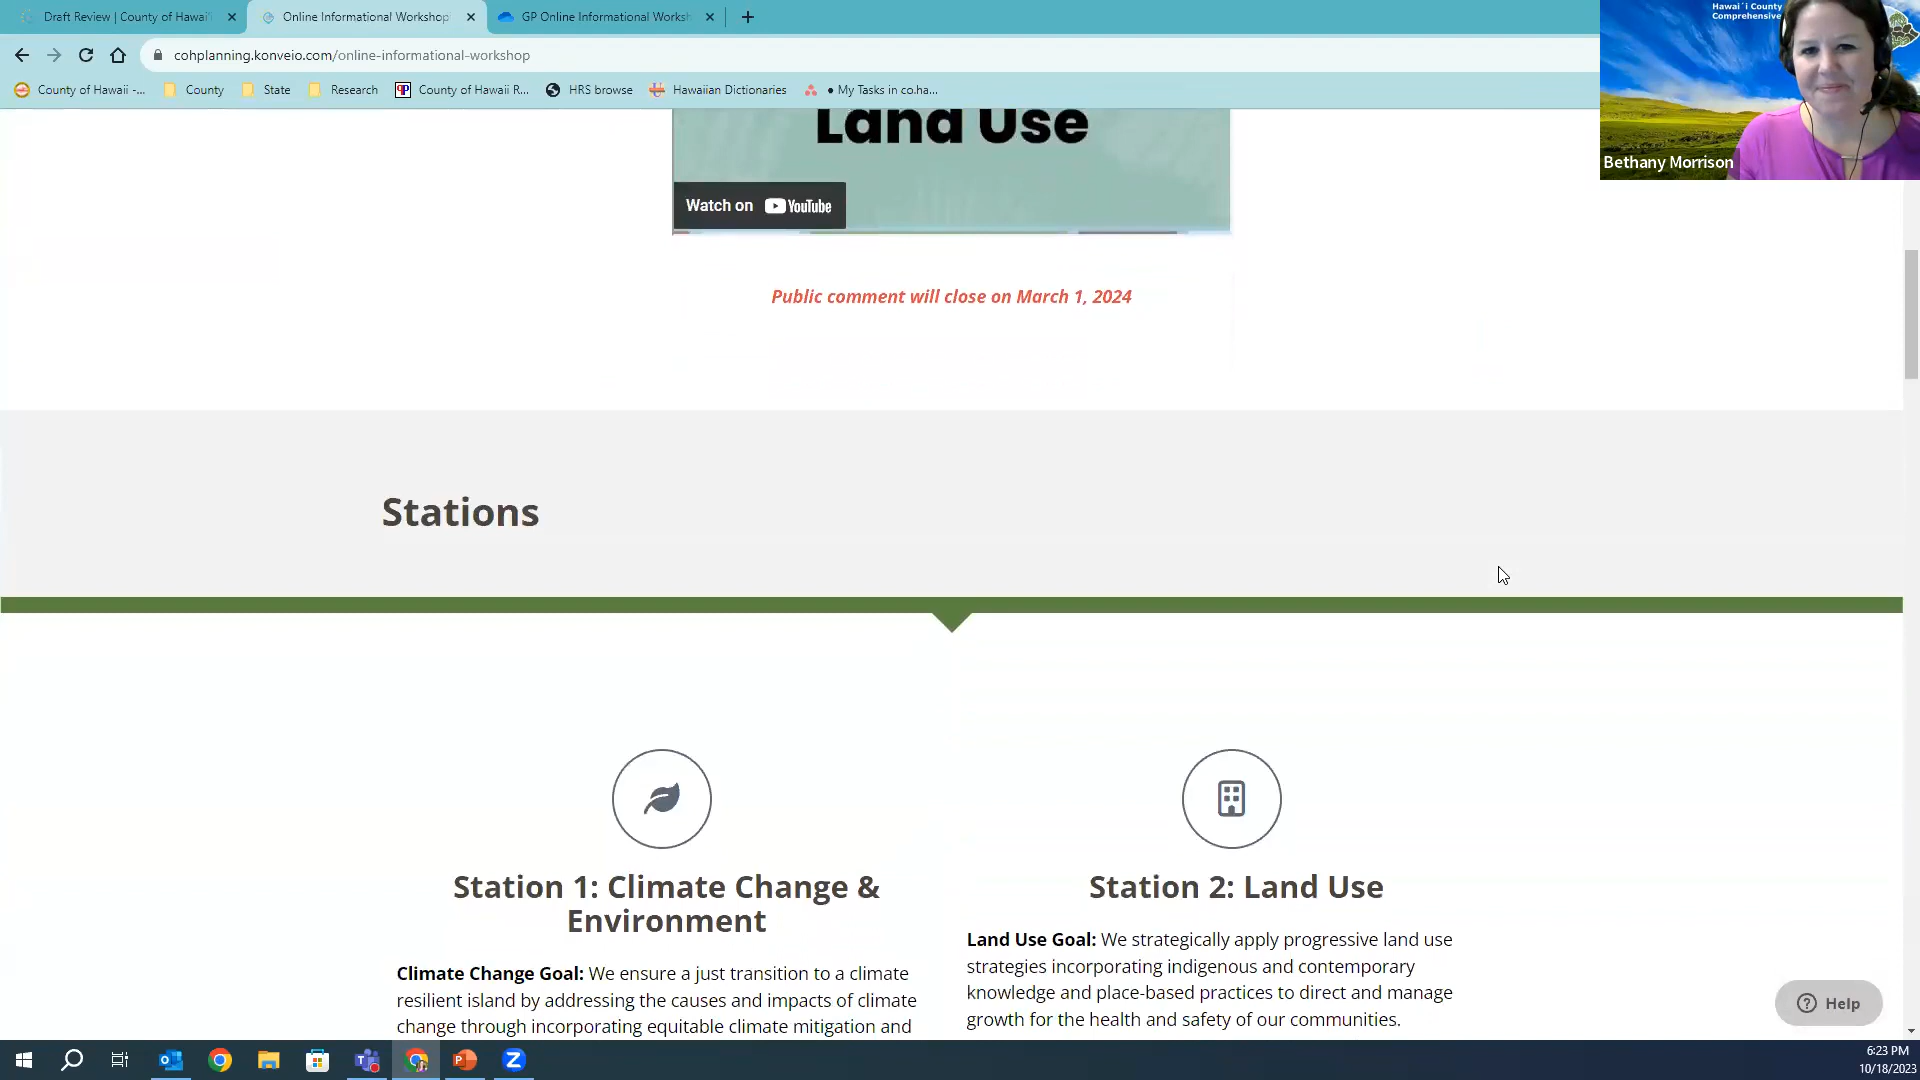 Draft Review | County of Hawai'i
Online Informational Workshop
GP Online Informational Worksh
cohplanning.konveio.com/online-informational-workshop
County of Hawaii -...
County
State
Research
County of Hawaii R...
HRS browse
Hawaiian Dictionaries
● My Tasks in co.ha...
Hawai´i County
Comprehensive
Bethany Morrison
Land Use
Watch on YouTube
Public comment will close on March 1, 2024
Stations
Station 1: Climate Change &
Environment
Climate Change Goal: We ensure a just transition to a climate
resilient island by addressing the causes and impacts of climate
change through incorporating equitable climate mitigation and
Station 2: Land Use
Land Use Goal: We strategically apply progressive land use
strategies incorporating indigenous and contemporary
knowledge and place-based practices to direct and manage
growth for the health and safety of our communities.
Help
6:23 PM
10/18/2023